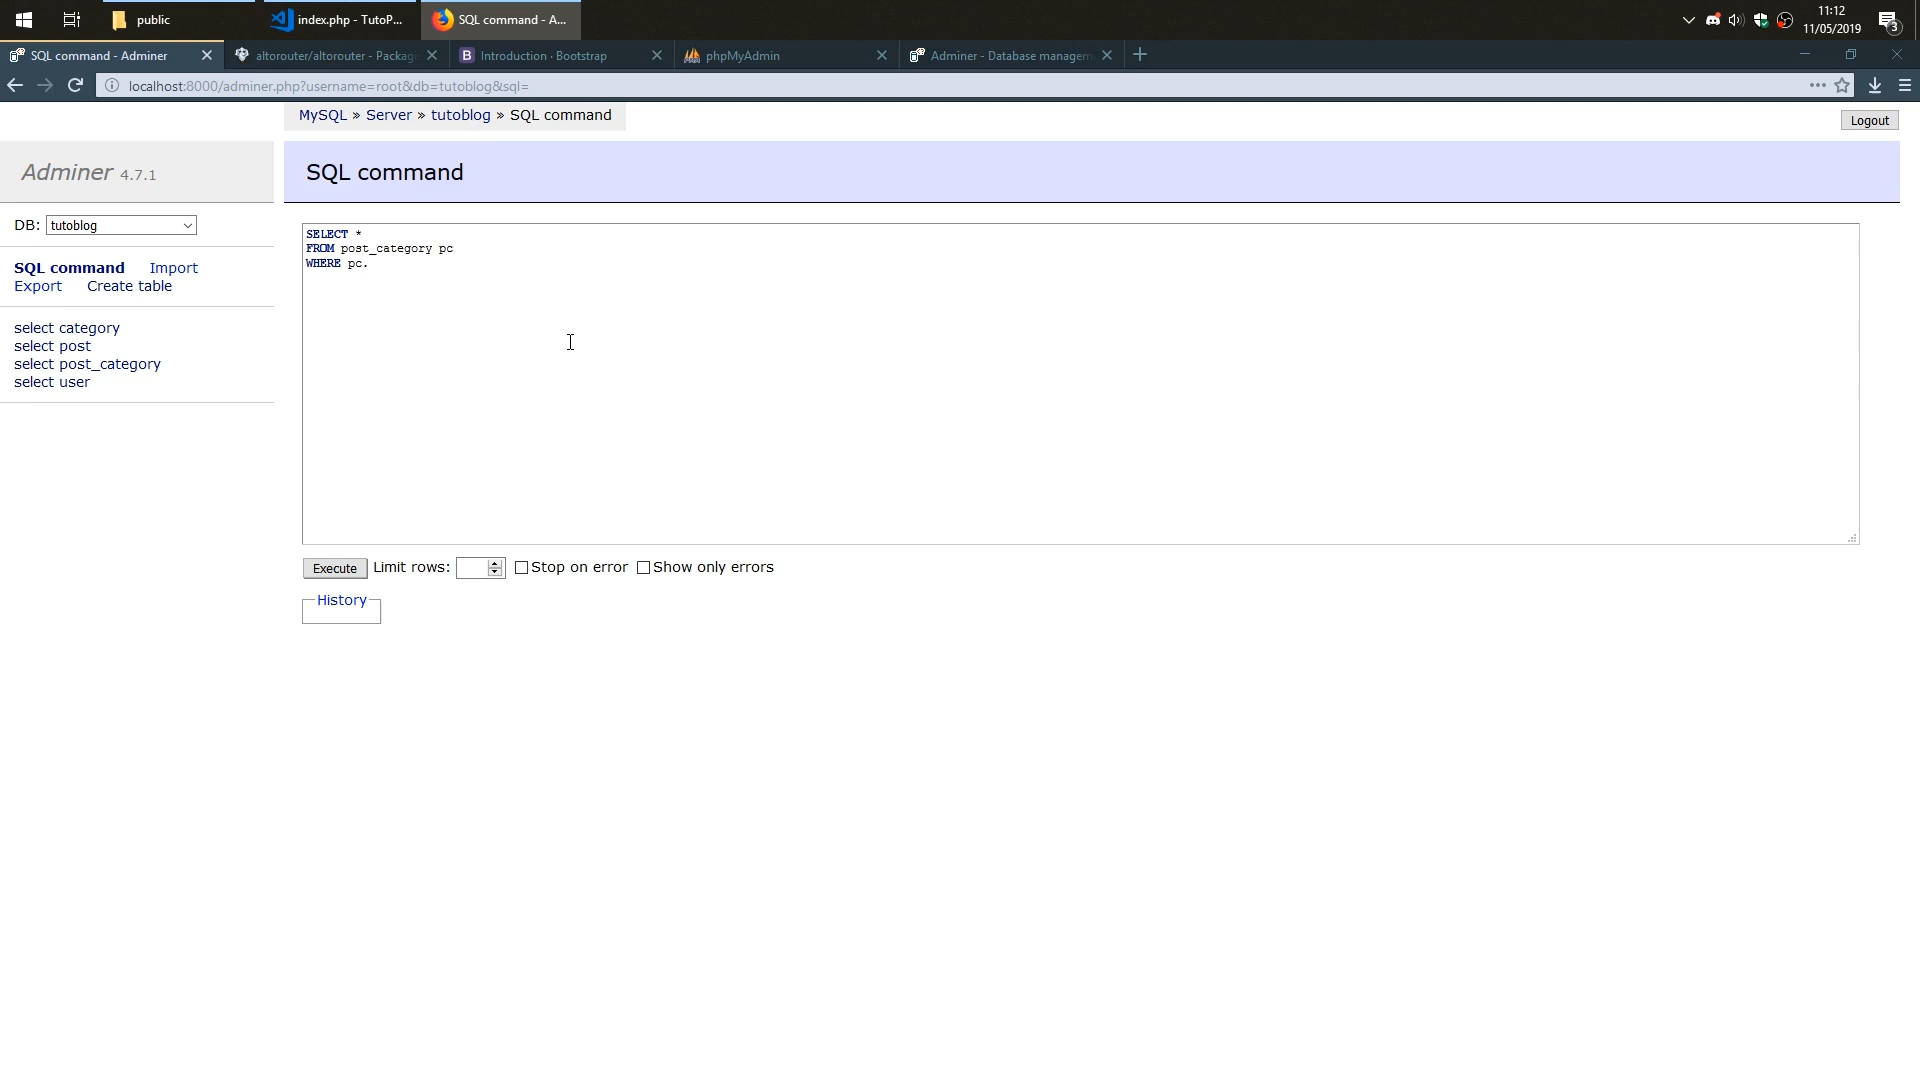 public
index.php - TutoP...
SQL command - A...
11:12
11/05/2019
3
SQL command - Adminer
altorouter/altorouter - Packag
Introduction · Bootstrap
phpMyAdmin
Adminer - Database managem
localhost:8000/adminer.php?username=root&db=tutoblog&sql=
MySQL » Server » tutoblog » SQL command
Logout
Adminer 4.7.1
SQL command
DB: tutoblog
SQL command Import
Export Create table
select category
select post
select post_category
select user
SELECT *
FROM post_category pc
WHERE pc.
Execute Limit rows: Stop on error Show only errors
History